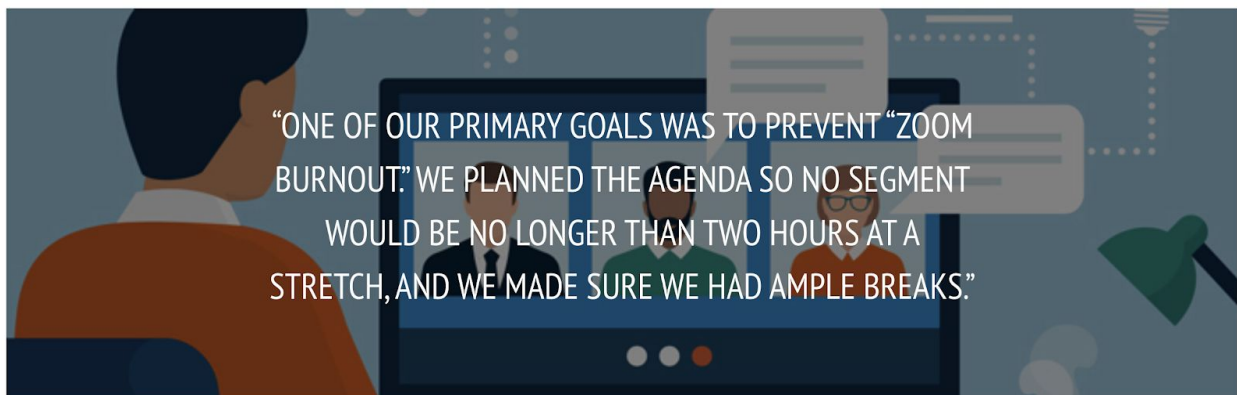 “ONE OF OUR PRIMARY GOALS WAS TO PREVENT “ZOOM
BURNOUT.” WE PLANNED THE AGENDA SO NO SEGMENT
WOULD BE NO LONGER THAN TWO HOURS AT A
STRETCH, AND WE MADE SURE WE HAD AMPLE BREAKS.”